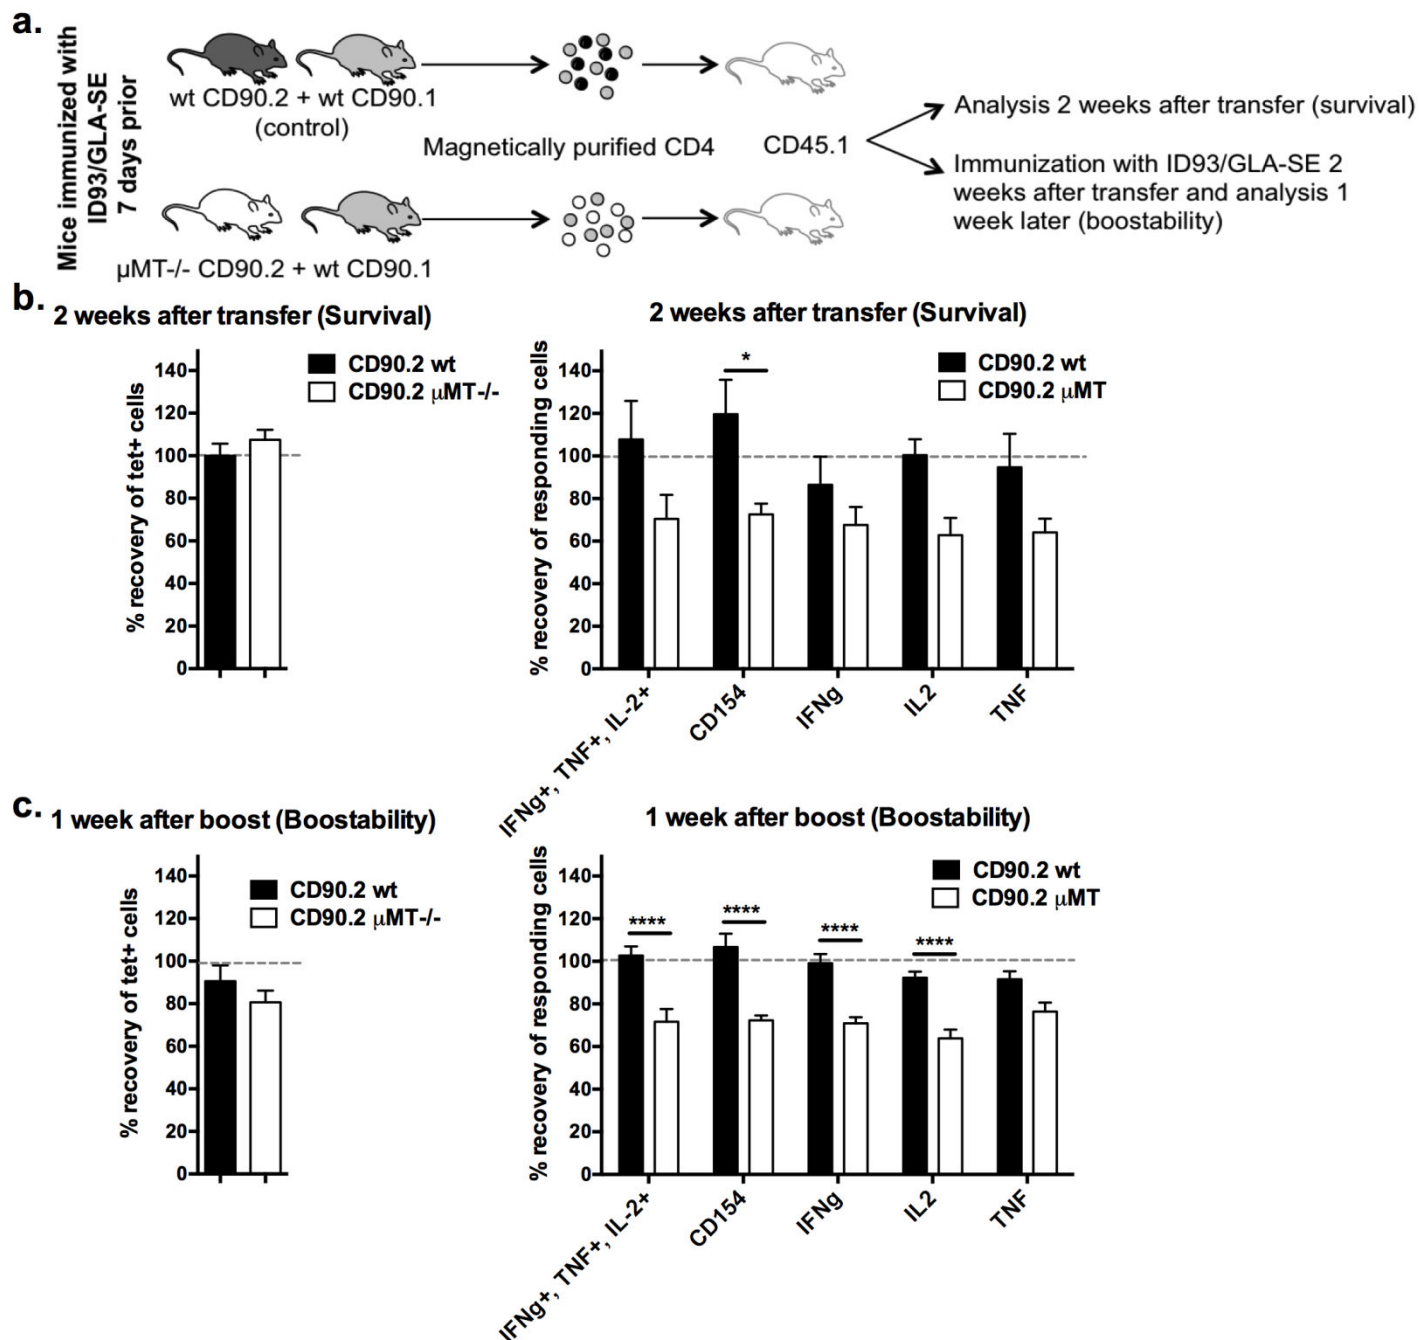 a.
Mice immunized with
ID93/GLA-SE
7 days prior
wt CD90.2 + wt CD90.1
(control)
Magnetically purified CD4
CD45.1
Analysis 2 weeks after transfer (survival)
Immunization with ID93/GLA-SE 2
weeks after transfer and analysis 1
week later (boostability)
µMT-/- CD90.2 + wt CD90.1
b.
2 weeks after transfer (Survival)
% recovery of tet+ cells
140
120
100
80
60
40
20
0
CD90.2 wt
CD90.2 µMT-/-
2 weeks after transfer (Survival)
% recovery of responding cells
140
120
100
80
60
40
20
0
*
CD90.2 wt
CD90.2 µMT
IFNg+, TNF+, IL-2+
CD154
IFNg
IL2
TNF
c.
1 week after boost (Boostability)
% recovery of tet+ cells
140
120
100
80
60
40
20
0
CD90.2 wt
CD90.2 µMT-/-
1 week after boost (Boostability)
% recovery of responding cells
140
120
100
80
60
40
20
0
****
****
****
****
CD90.2 wt
CD90.2 µMT
IFNg+, TNF+, IL-2+
CD154
IFNg
IL2
TNF